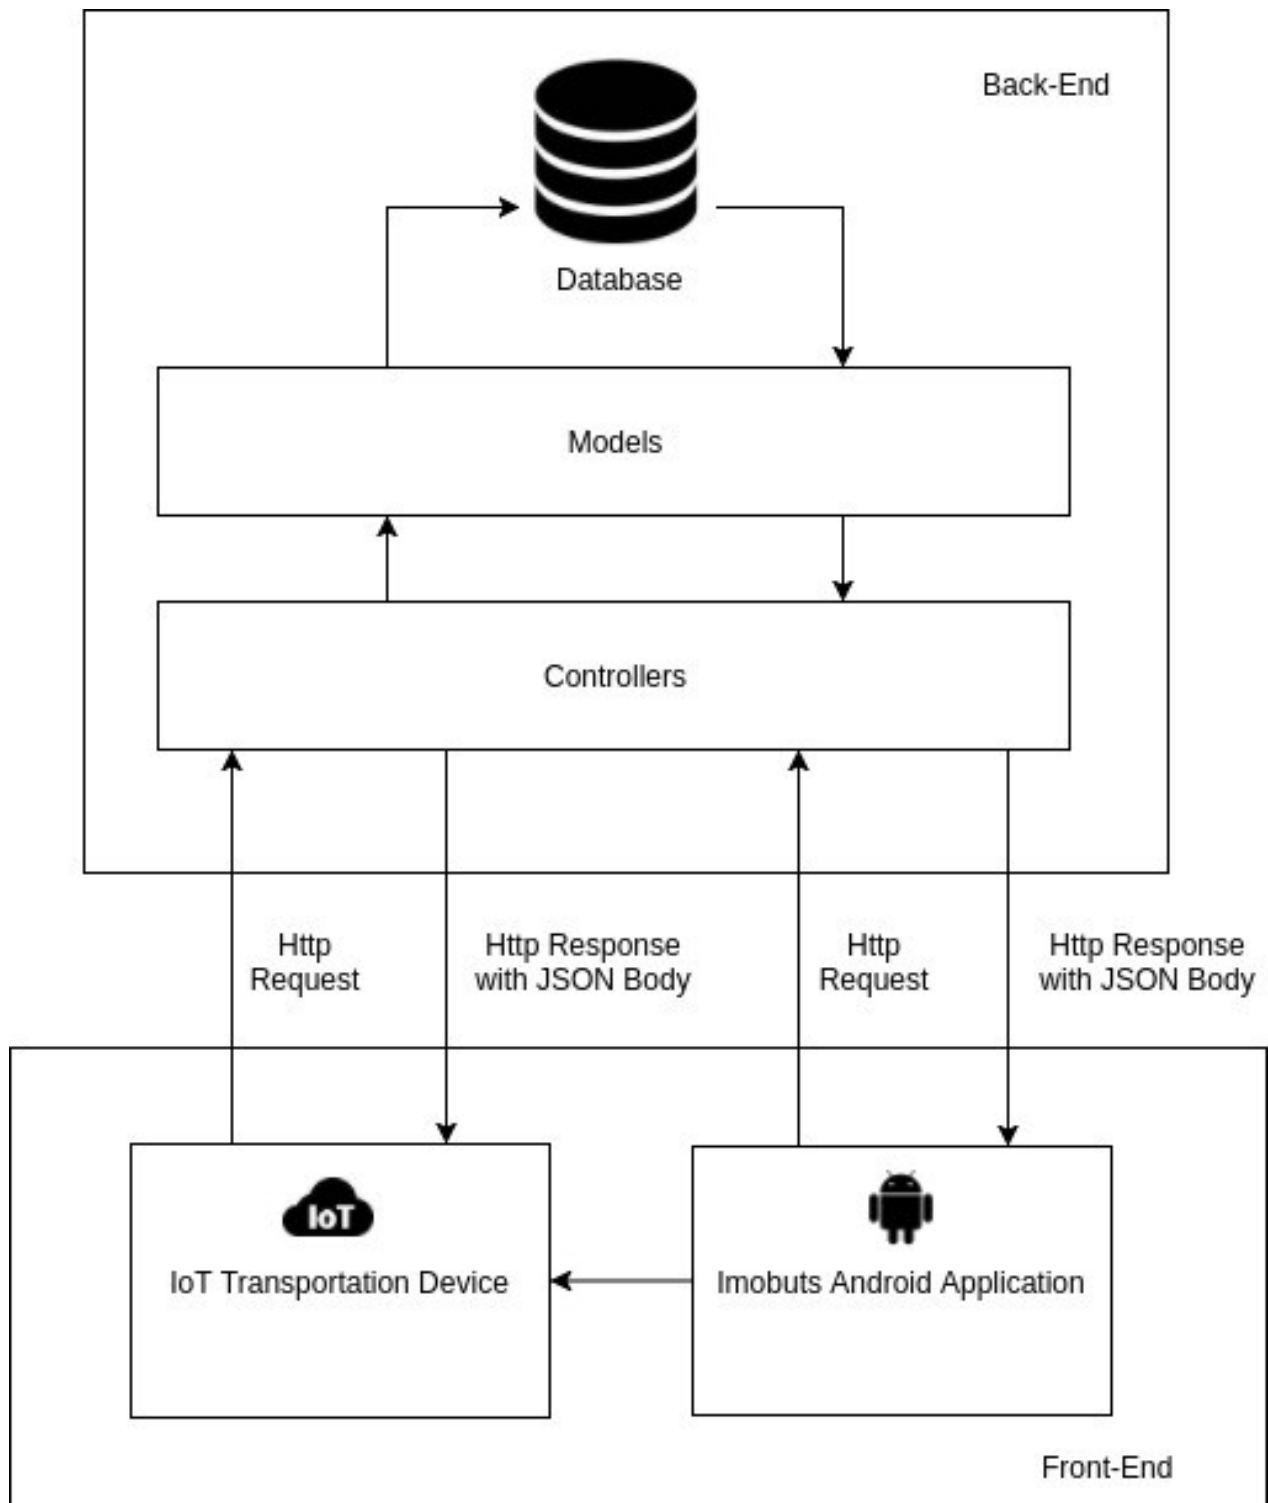 Back-End
Database
Models
Controllers
Http
Request
Http Response
with JSON Body
Http
Request
Http Response
with JSON Body
IoT
IoT Transportation Device
Imobuts Android Application
Front-End